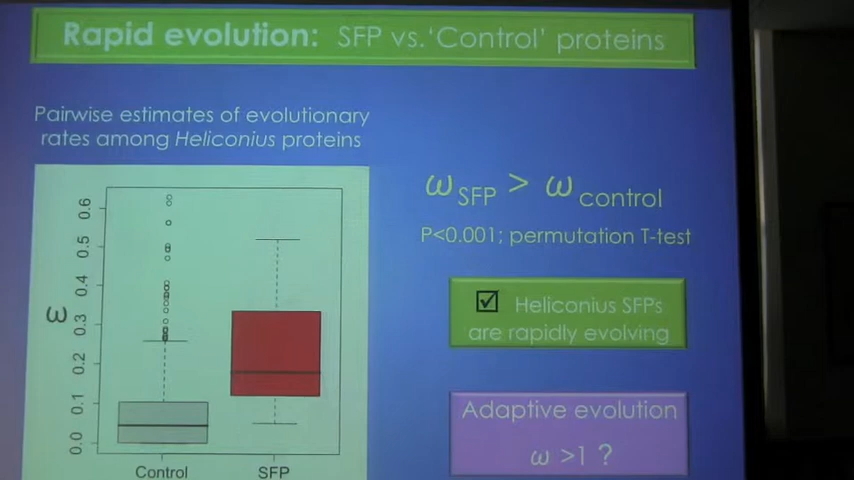 Rapid evolution: SFP vs. 'Control' proteins
Pairwise estimates of evolutionary
rates among Heliconius proteins
ω
0.6
0.5
0.4
0.3
0.2
0.1
0.0
Control
SFP
ωSFP > ωcontrol
P<0.001; permutation T-test
☑ Heliconius SFPs
are rapidly evolving
Adaptive evolution
ω >1 ?